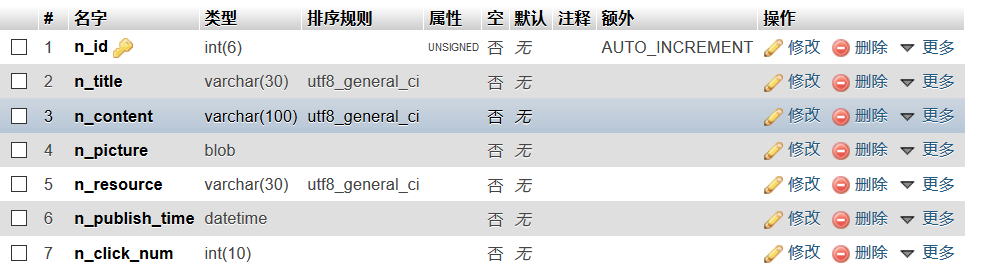 # 名字 类型 排序规则 属性 空 默认 注释 额外 操作
1 n_id int(6) UNSIGNED 否 无 AUTO_INCREMENT 修改 删除 更多
2 n_title varchar(30) utf8_general_ci 否 无 修改 删除 更多
3 n_content varchar(100) utf8_general_ci 否 无 修改 删除 更多
4 n_picture blob 否 无 修改 删除 更多
5 n_resource varchar(30) utf8_general_ci 否 无 修改 删除 更多
6 n_publish_time datetime 否 无 修改 删除 更多
7 n_click_num int(10) 否 无 修改 删除 更多